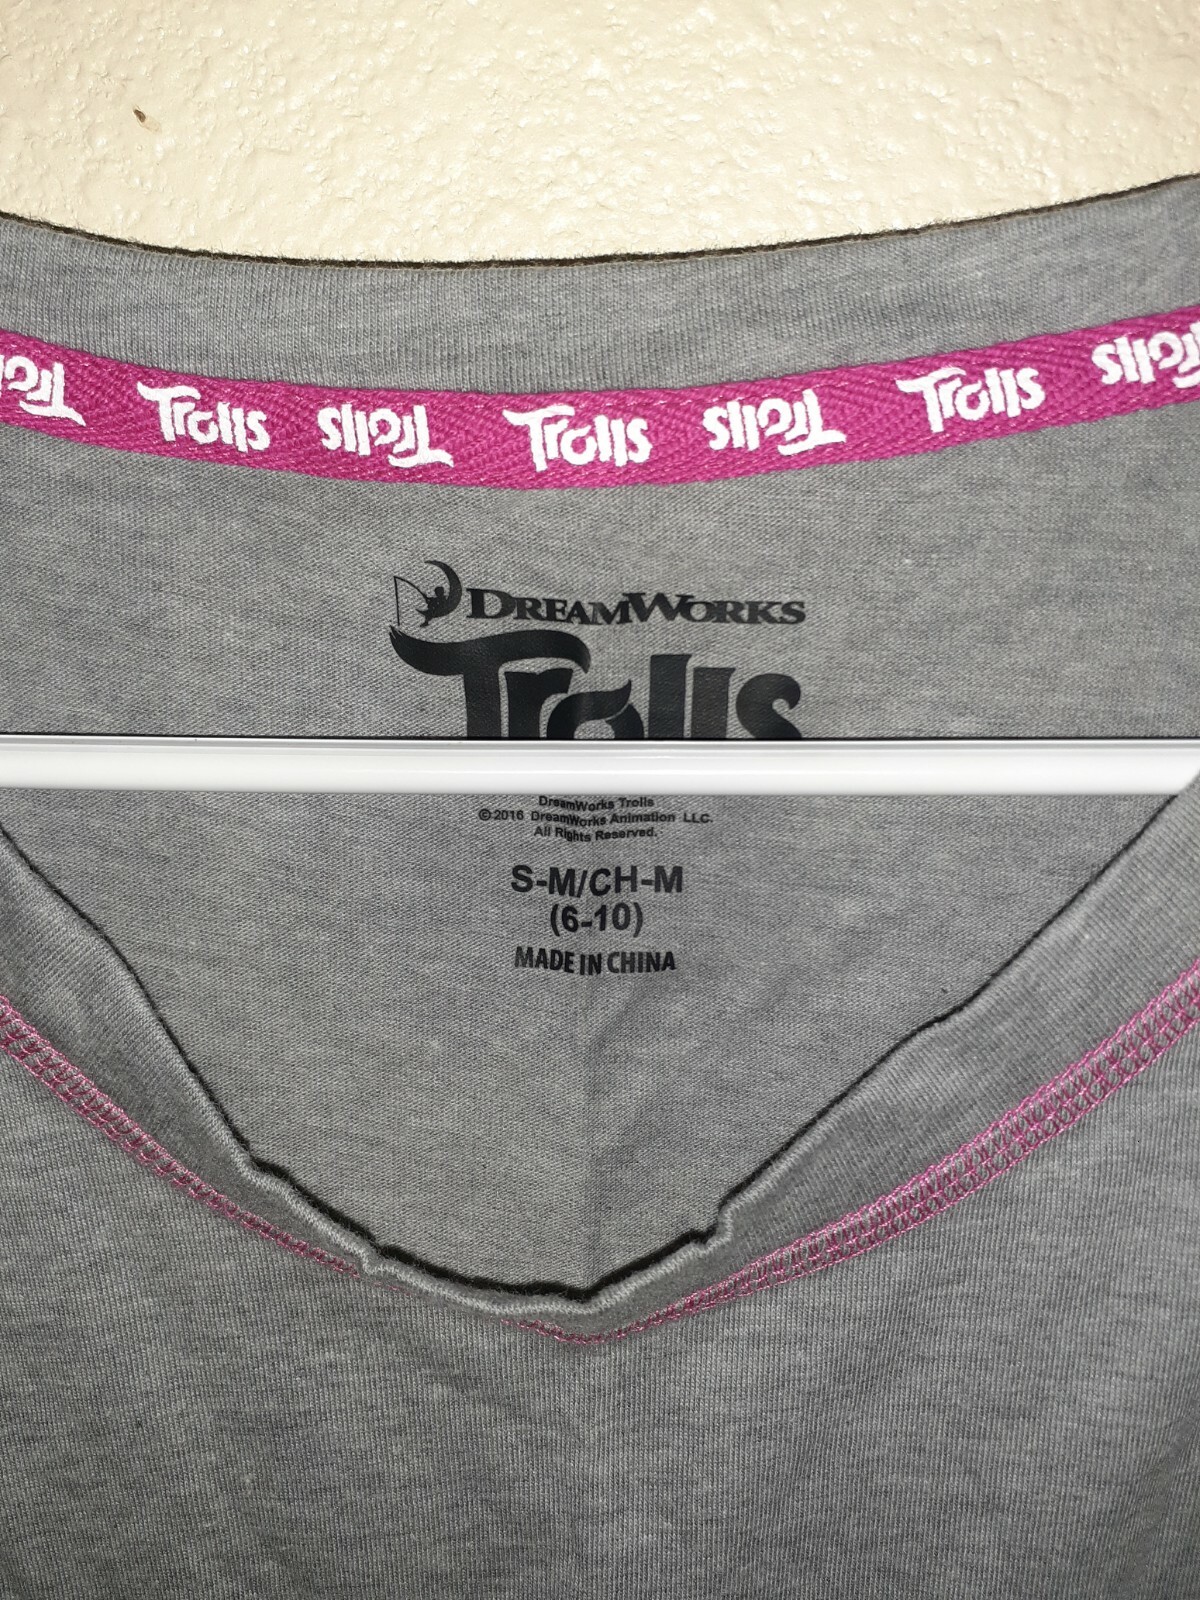 Trolls Trolls Trolls Trolls Trolls Trolls Trolls
DREAMWORKS
Trolls
DreamWorks Trolls
©2016 DreamWorks Animation LLC.
All Rights Reserved.
S-M/CH-M
(6-10)
MADE IN CHINA